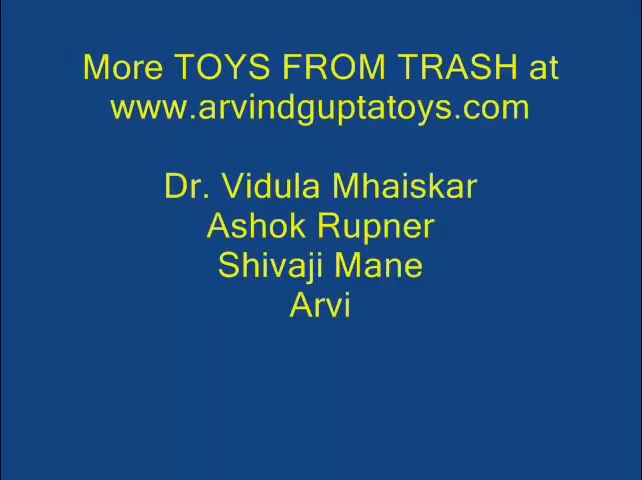 More TOYS FROM TRASH at
www.arvindguptatoys.com
Dr. Vidula Mhaiskar
Ashok Rupner
Shivaji Mane
Arvi